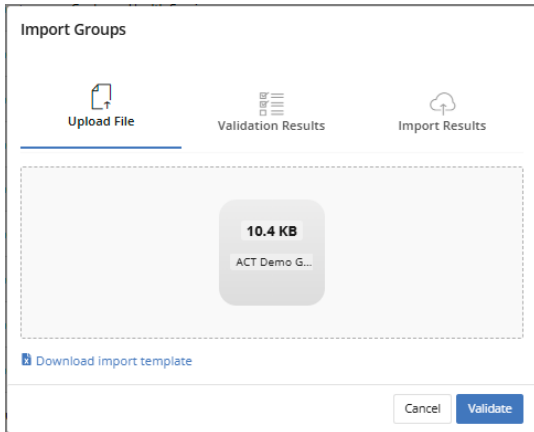 Import Groups
Upload File
Validation Results
Import Results
10.4 KB
ACT Demo G...
Download import template
Cancel
Validate